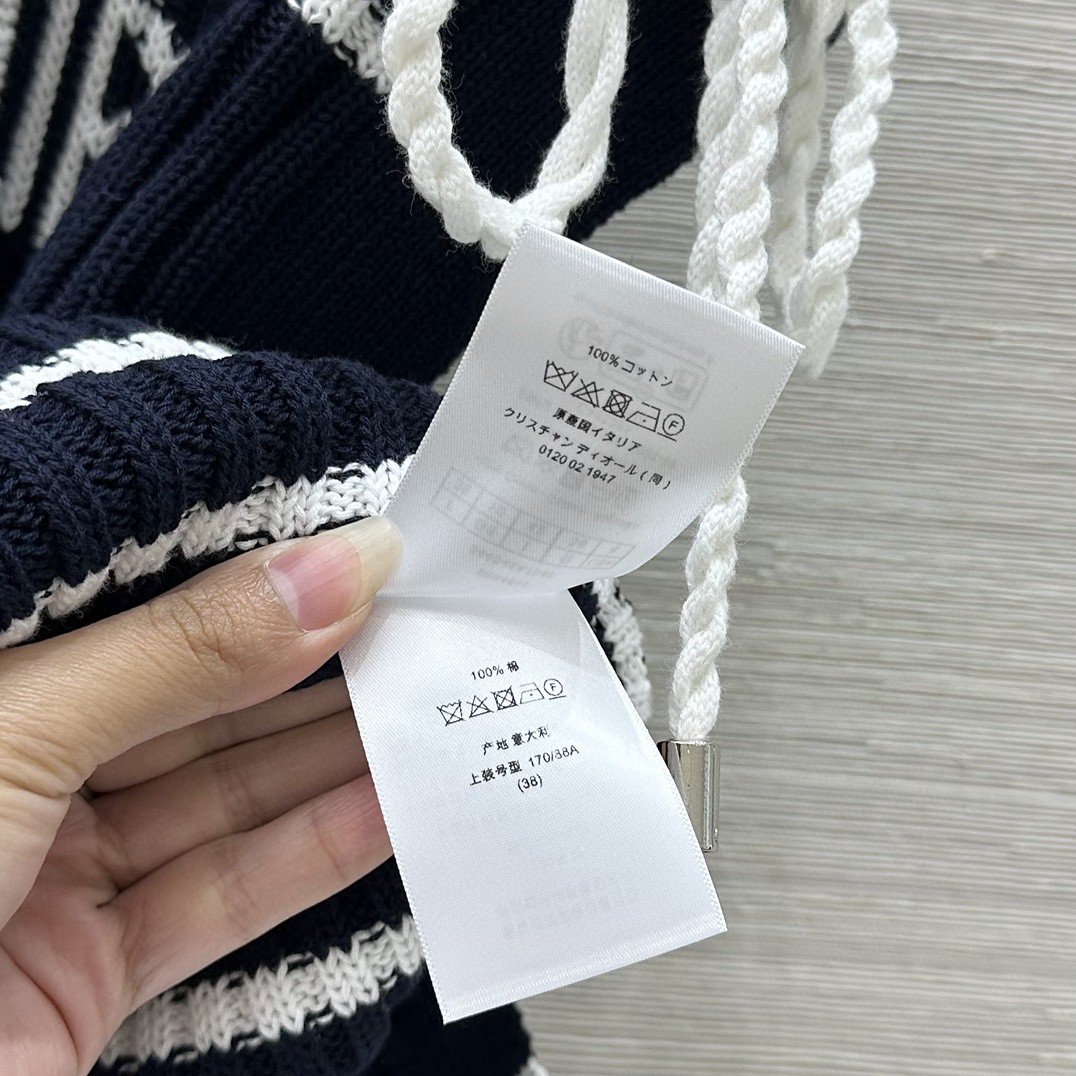 100% コットン
F
原産国イタリア
クリスチャン ディオール ( 同 )
0120 02 1947
100% 棉
F
产地 意大利
上装号型 170/88A
(38)